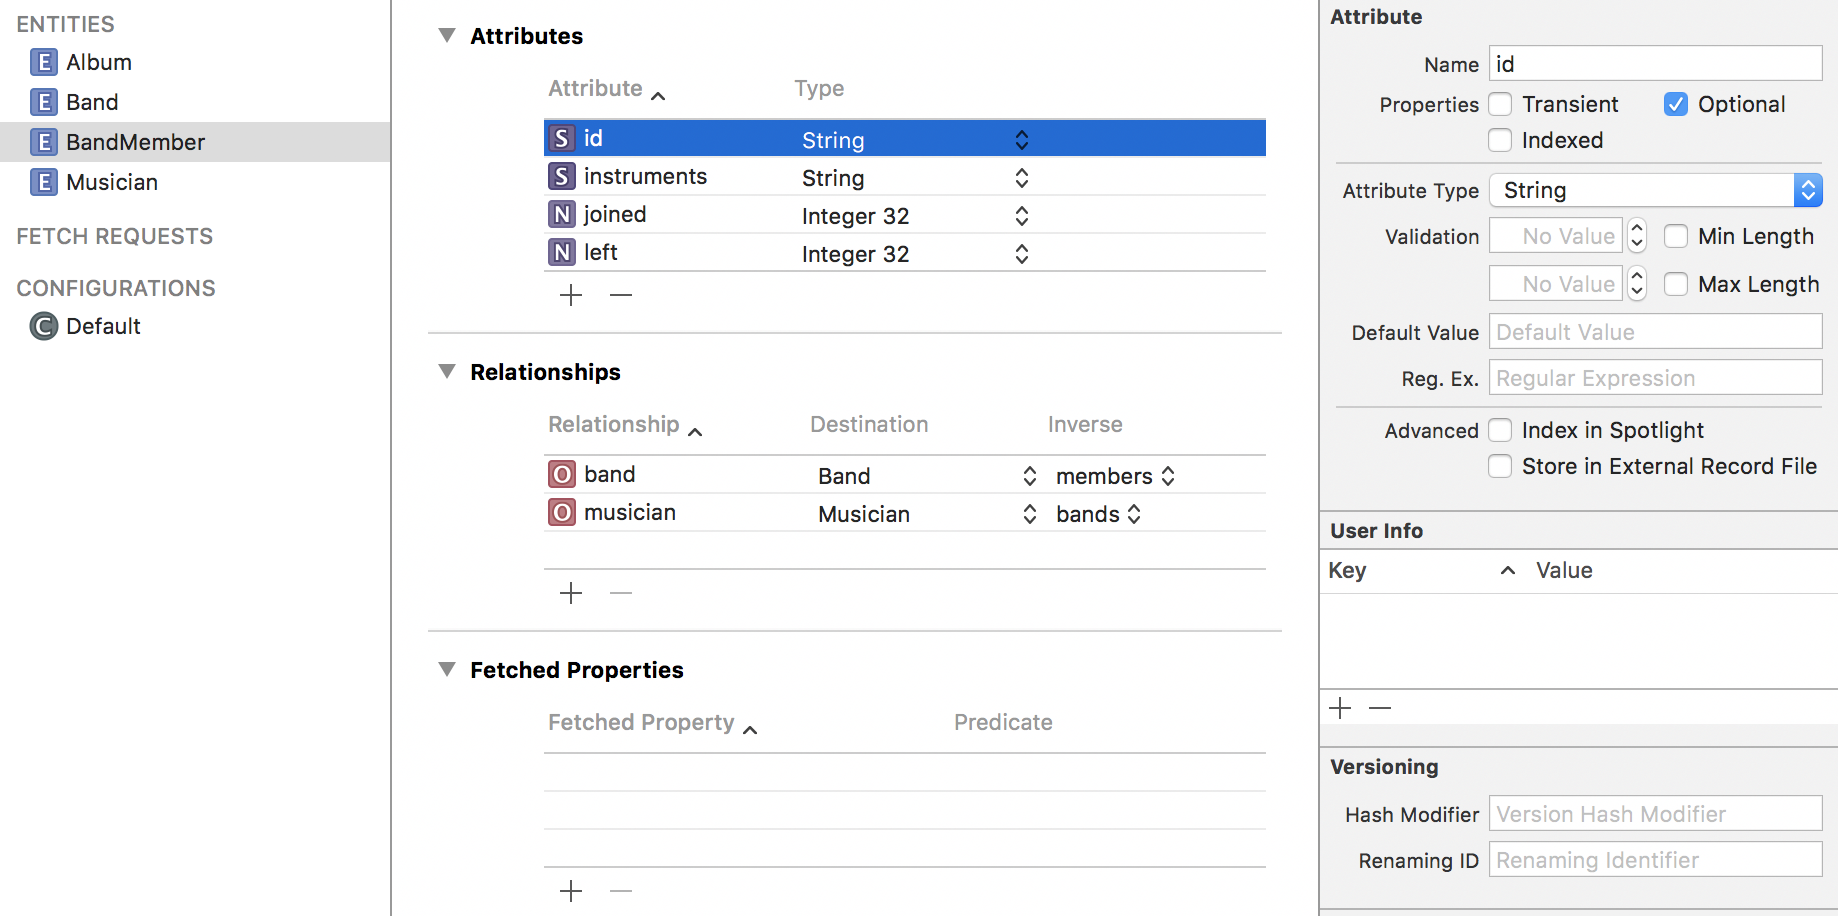 ENTITIES
E Album
E Band
E BandMember
E Musician
FETCH REQUESTS
CONFIGURATIONS
C Default
Attributes
Attribute Type
S id String
S instruments String
N joined Integer 32
N left Integer 32
Relationships
Relationship Destination Inverse
O band Band members
O musician Musician bands
Fetched Properties
Fetched Property Predicate
Attribute
Name id
Properties Transient Optional
Indexed
Attribute Type String
Validation No Value Min Length
No Value Max Length
Default Value Default Value
Reg. Ex. Regular Expression
Advanced Index in Spotlight
Store in External Record File
User Info
Key Value
Versioning
Hash Modifier Version Hash Modifier
Renaming ID Renaming Identifier